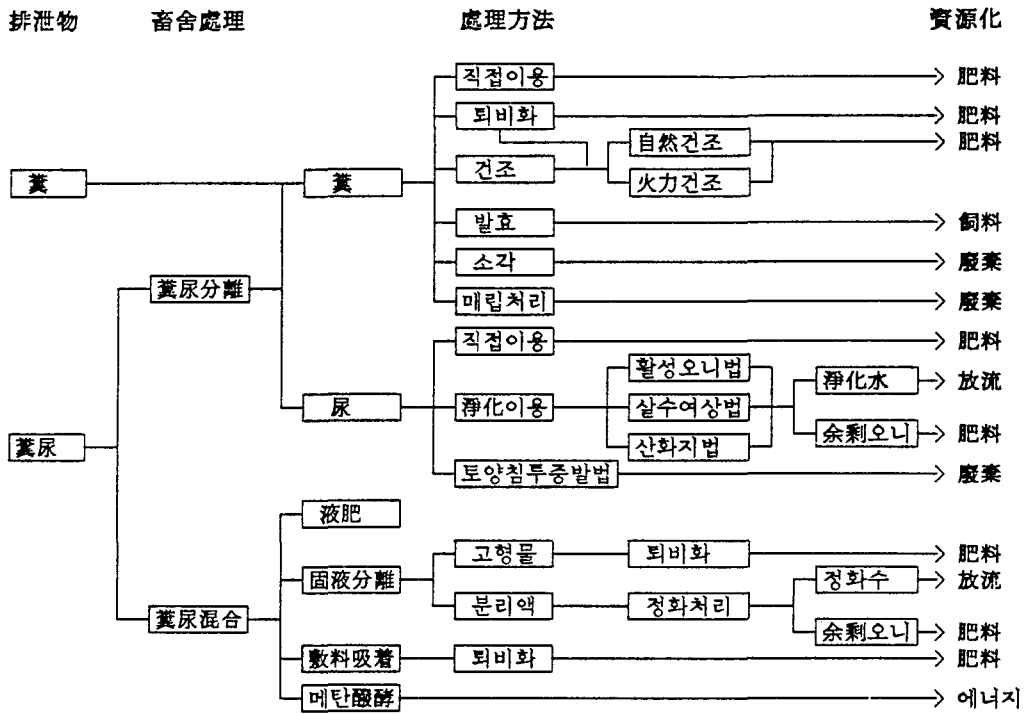 排泄物 畜舍處理 處理方法 資源化
직접이용 肥料
퇴비화 肥料
自然건조 肥料
건조
糞 糞 火力건조
발효 飼料
소각 廢棄
糞尿分離
매립처리 廢棄
직접이용 肥料
활성오니법
淨化水 放流
尿 淨化이용 살수여상법
余剩오니 肥料
糞尿 산화지법
토양침투증발법 廢棄
液肥
고형물 퇴비화 肥料
固液分離 정화수 放流
분리액 정화처리
糞尿混合 余剩오니 肥料
敷料吸着 퇴비화 肥料
메탄醱酵 에너지